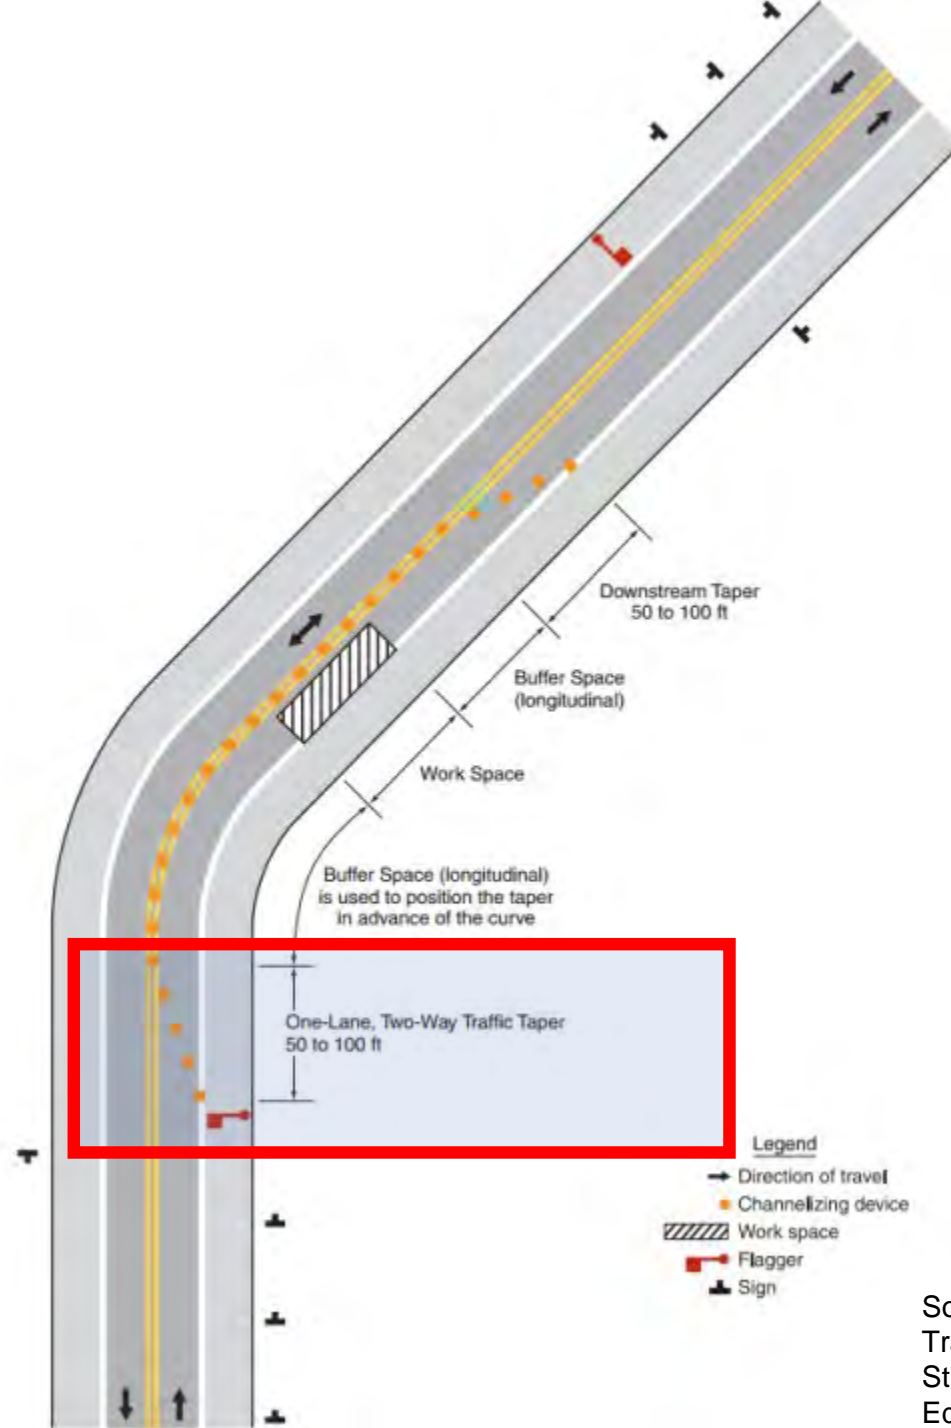 Downstream Taper
50 to 100 ft
Buffer Space
(longitudinal)
Work Space
Buffer Space (longitudinal)
is used to position the taper
in advance of the curve
One-Lane, Two-Way Traffic Taper
50 to 100 ft
Legend
Direction of travel
Channelizing device
Work space
Flagger
Sign